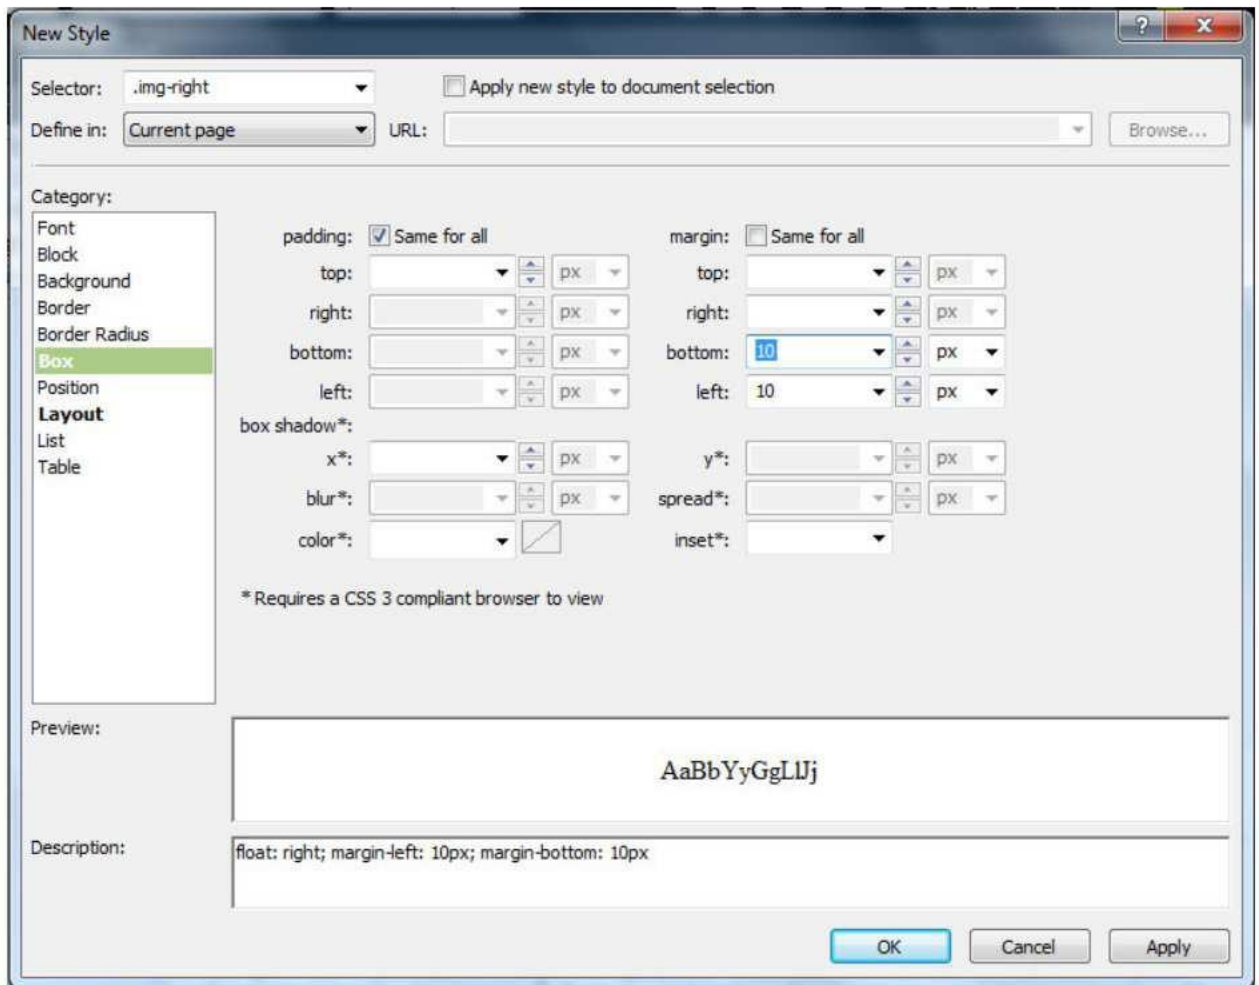 New Style
Selector: .img-right Apply new style to document selection
Define in: Current page URL: Browse...
Category:
Font
Block
Background
Border
Border Radius
Box
Position
Layout
List
Table
padding: Same for all margin: Same for all
top: px top: px
right: px right: px
bottom: px bottom: 10 px
left: px left: 10 px
box shadow*:
x*: px y*: px
blur*: px spread*: px
color*: inset*:
* Requires a CSS 3 compliant browser to view
Preview:
AaBbYyGgLlJj
Description:
float: right; margin-left: 10px; margin-bottom: 10px
OK Cancel Apply